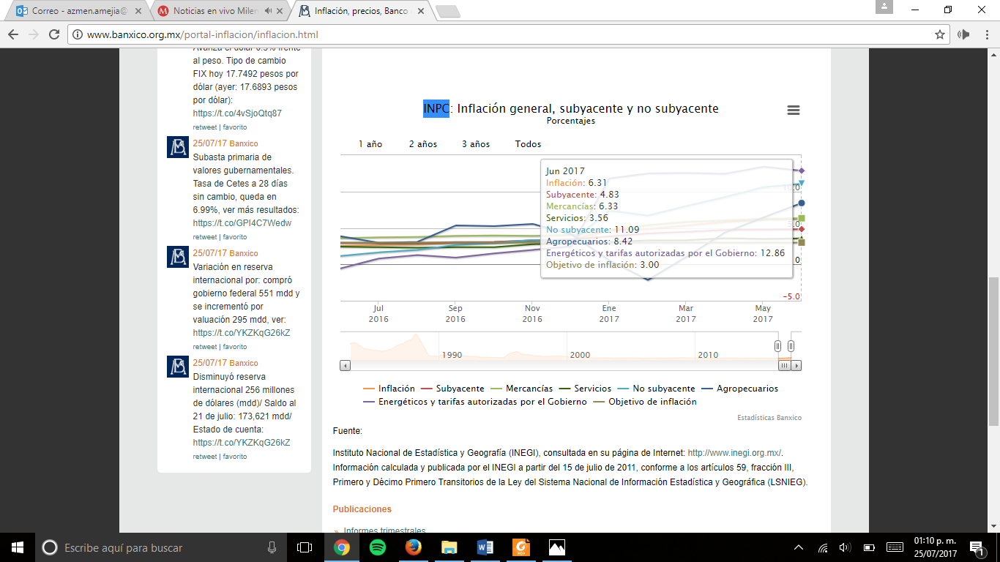 Correo - azmen.amejia@
Noticias en vivo Milen
Inflación, precios, Banco
www.banxico.org.mx/portal-inflacion/inflacion.html
Avanza el dólar 0.3% frente
al peso. Tipo de cambio
FIX hoy 17.7492 pesos por
dólar (ayer: 17.6893 pesos
por dólar):
https://t.co/4vSjoQtq87
retweet | favorito
25/07/17 Banxico
Subasta primaria de
valores gubernamentales.
Tasa de Cetes a 28 días
sin cambio, queda en
6.99%, ver más resultados:
https://t.co/GPI4C7Wedw
retweet | favorito
25/07/17 Banxico
Variación en reserva
internacional por: compró
gobierno federal 551 mdd y
se incrementó por
valuación 295 mdd, ver:
https://t.co/YKZKqG26kZ
retweet | favorito
25/07/17 Banxico
Disminuyó reserva
internacional 256 millones
de dólares (mdd)/ Saldo al
21 de julio: 173,621 mdd/
Estado de cuenta:
https://t.co/YKZKqG26kZ
retweet | favorito
INPC: Inflación general, subyacente y no subyacente
Porcentajes
1 año 2 años 3 años Todos
Jun 2017
Inflación: 6.31
Subyacente: 4.83
Mercancías: 6.33
Servicios: 3.56
No subyacente: 11.09
Agropecuarios: 8.42
Energéticos y tarifas autorizadas por el Gobierno: 12.86
Objetivo de inflación: 3.00
10.0
5.0
0
-5.0
Jul Sep Nov Ene Mar May
2016 2016 2016 2017 2017 2017
1990 2000 2010
Inflación Subyacente Mercancías Servicios No subyacente Agropecuarios
Energéticos y tarifas autorizadas por el Gobierno Objetivo de inflación
Estadísticas Banxico
Fuente:
Instituto Nacional de Estadística y Geografía (INEGI), consultada en su página de Internet: http://www.inegi.org.mx/.
Información calculada y publicada por el INEGI a partir del 15 de julio de 2011, conforme a los artículos 59, fracción III,
Primero y Décimo Primero Transitorios de la Ley del Sistema Nacional de Información Estadística y Geográfica (LSNIEG).
Publicaciones
» Informes trimestrales
Escribe aquí para buscar
01:10 p. m.
25/07/2017
1